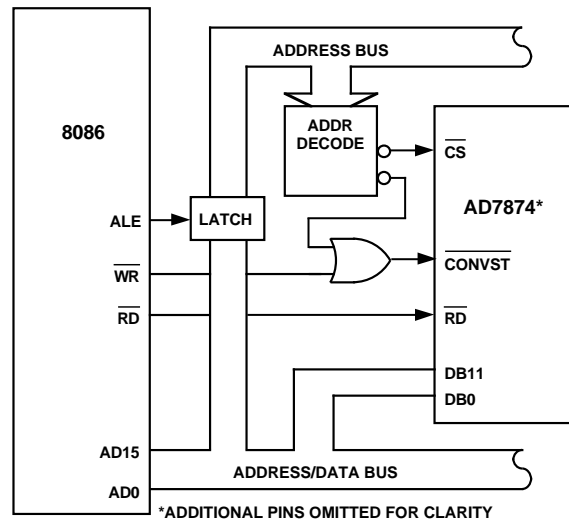 ADDRESS BUS
8086
ADDR
DECODE
CS
AD7874*
ALE
LATCH
WR
CONVST
RD
RD
DB11
DB0
AD15
ADDRESS/DATA BUS
AD0
*ADDITIONAL PINS OMITTED FOR CLARITY